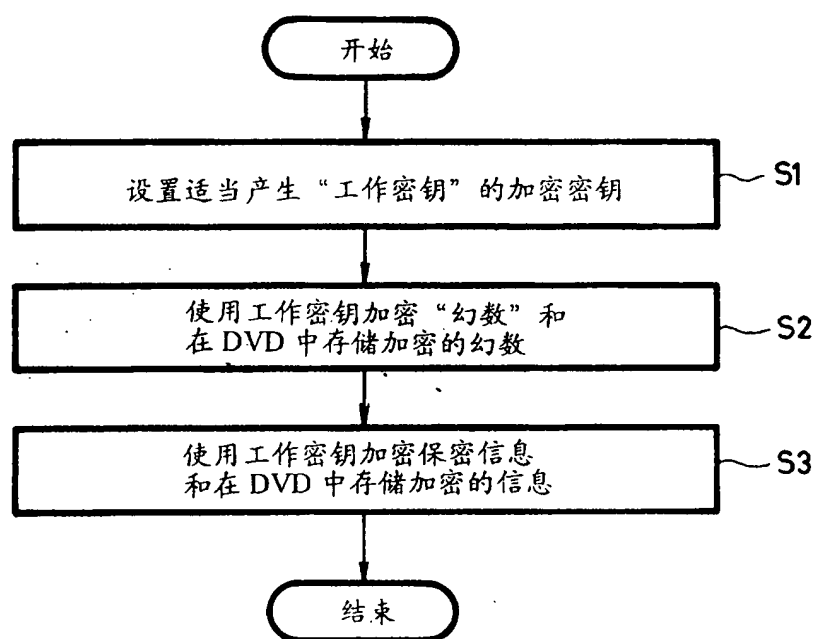 开始
设置适当产生“工作密钥”的加密密钥
S1
使用工作密钥加密“幻数”和
在DVD中存储加密的幻数
S2
使用工作密钥加密保密信息
和在DVD中存储加密的信息
S3
结束